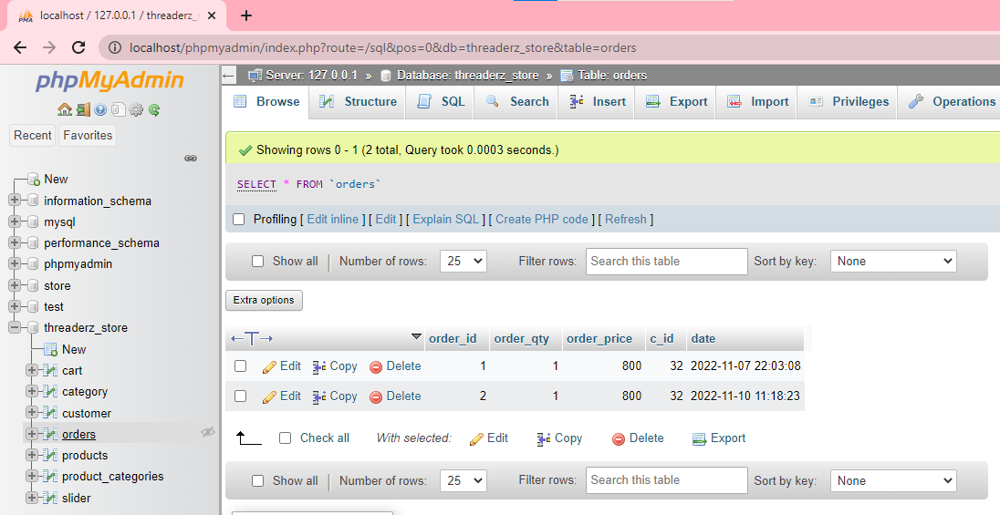 localhost / 127.0.0.1 / threaderz_
localhost/phpmyadmin/index.php?route=/sql&pos=0&db=threaderz_store&table=orders
phpMyAdmin
Recent Favorites
New
information_schema
mysql
performance_schema
phpmyadmin
store
test
threaderz_store
New
cart
category
customer
orders
products
product_categories
slider
Server: 127.0.0.1 » Database: threaderz_store » Table: orders
Browse Structure SQL Search Insert Export Import Privileges Operations
Showing rows 0 - 1 (2 total, Query took 0.0003 seconds.)
SELECT * FROM `orders`
Profiling [ Edit inline ] [ Edit ] [ Explain SQL ] [ Create PHP code ] [ Refresh ]
Show all Number of rows: 25 Filter rows: Search this table Sort by key: None
Extra options
order_id order_qty order_price c_id date
Edit Copy Delete 1 1 800 32 2022-11-07 22:03:08
Edit Copy Delete 2 1 800 32 2022-11-10 11:18:23
Check all With selected: Edit Copy Delete Export
Show all Number of rows: 25 Filter rows: Search this table Sort by key: None